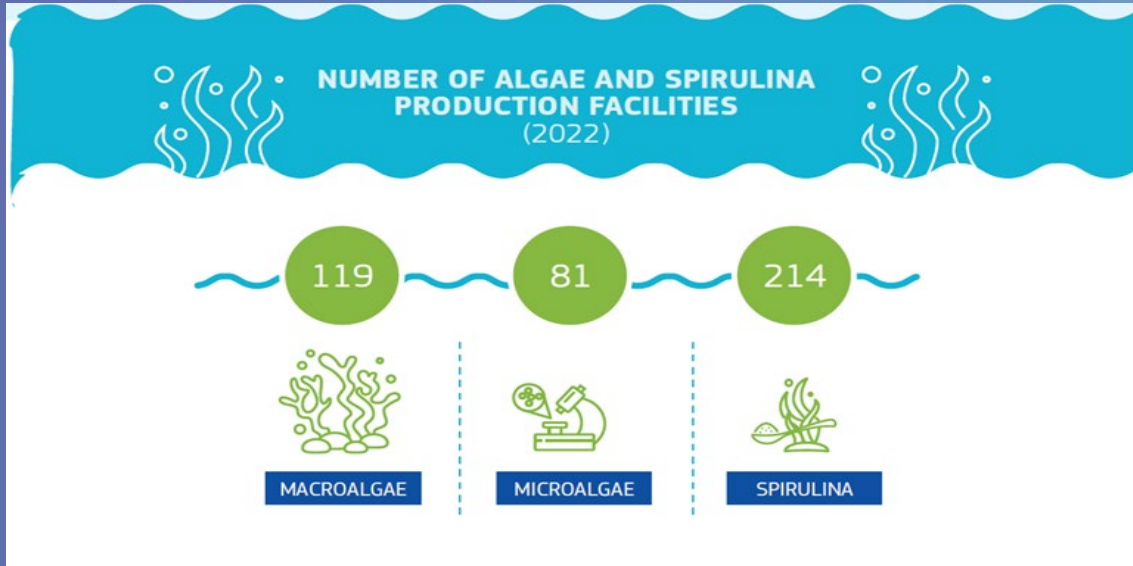 NUMBER OF ALGAE AND SPIRULINA
PRODUCTION FACILITIES
(2022)
119
81
214
MACROALGAE
MICROALGAE
SPIRULINA